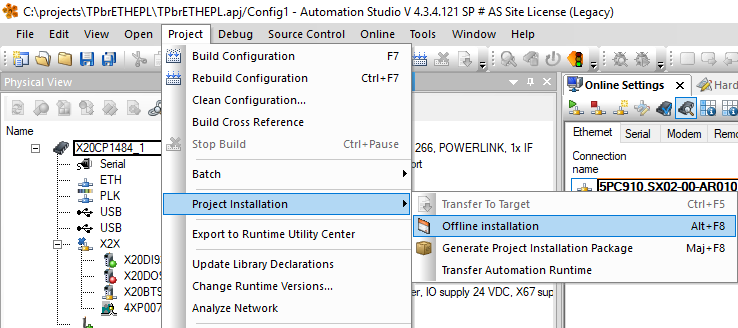 C:\projects\TPbrETHEPL\TPbrETHEPL.apj/Config1 - Automation Studio V 4.3.4.121 SP # AS Site License (Legacy)
File Edit View Insert Open Project Debug Source Control Online Tools Window Help
Physical View
Online Settings
Name
X20CP1484_1
Serial
ETH
PLK
USB
USB
X2X
X20DI9
X20DO9
X20BT9
4XP007
Build Configuration F7
Rebuild Configuration Ctrl+F7
Clean Configuration...
Build Cross Reference
Stop Build Ctrl+Pause
Batch
Project Installation
Export to Runtime Utility Center
Update Library Declarations
Change Runtime Versions...
Analyze Network
Transfer To Target Ctrl+F5
Offline installation Alt+F8
Generate Project Installation Package Maj+F8
Transfer Automation Runtime
266, POWERLINK, 1x IF
, IO supply 24 VDC, X67 sup
Ethernet Serial Modem
Connection
name
5PC910.SX02-00-AR010